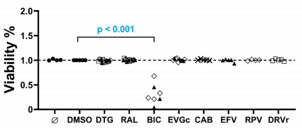 Viability %
2.0
1.5
1.0
0.5
0.0
p < 0.001
∅ DMSO DTG RAL BIC EVGc CAB EFV RPV DRVr